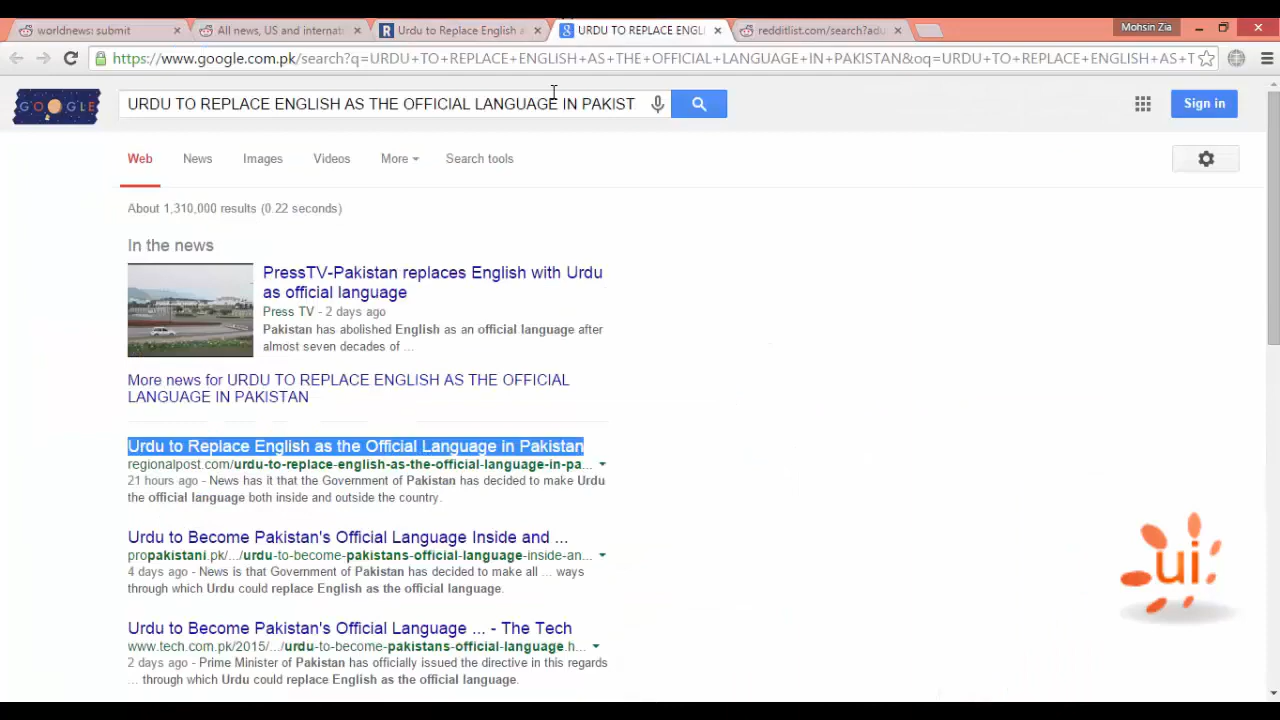 worldnews: submit
All news, US and internat
Urdu to Replace English a
URDU TO REPLACE ENGL
redditlist.com/search?adu
Mohsin Zia
https://www.google.com.pk/search?q=URDU+TO+REPLACE+ENGLISH+AS+THE+OFFICIAL+LANGUAGE+IN+PAKISTAN&oq=URDU+TO+REPLACE+ENGLISH+AS+T
GOOGLE
URDU TO REPLACE ENGLISH AS THE OFFICIAL LANGUAGE IN PAKIST
Sign in
Web
News
Images
Videos
More
Search tools
About 1,310,000 results (0.22 seconds)
In the news
PressTV-Pakistan replaces English with Urdu
as official language
Press TV - 2 days ago
Pakistan has abolished English as an official language after
almost seven decades of ...
More news for URDU TO REPLACE ENGLISH AS THE OFFICIAL
LANGUAGE IN PAKISTAN
Urdu to Replace English as the Official Language in Pakistan
regionalpost.com/urdu-to-replace-english-as-the-official-language-in-pa...
21 hours ago - News has it that the Government of Pakistan has decided to make Urdu
the official language both inside and outside the country.
Urdu to Become Pakistan's Official Language Inside and ...
propakistani.pk/.../urdu-to-become-pakistans-official-language-inside-an...
4 days ago - News is that Government of Pakistan has decided to make all ... ways
through which Urdu could replace English as the official language.
Urdu to Become Pakistan's Official Language ... - The Tech
www.tech.com.pk/2015/.../urdu-to-become-pakistans-official-language.h...
2 days ago - Prime Minister of Pakistan has officially issued the directive in this regards
... through which Urdu could replace English as the official language.
ui